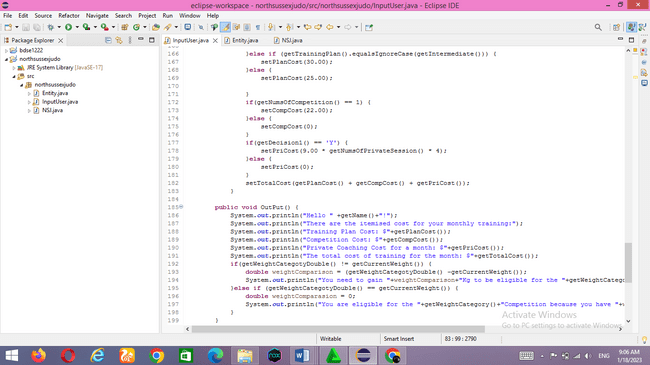 eclipse-workspace - northsussexjudo/src/northsussexjudo/InputUser.java - Eclipse IDE
File Edit Source Refactor Navigate Search Project Run Window Help
Package Explorer
InputUser.java
Entity.java
NSJ.java
bdse1222
northsussexjudo
JRE System Library [JavaSE-17]
src
northsussexjudo
Entity.java
InputUser.java
NSJ.java
166 }else if (getTrainingPlan().equalsIgnoreCase(getIntermediate())) {
167 setPlanCost(30.00);
168 }else {
169 setPlanCost(25.00);
170
171 }
172 if(getNumsOfCompetition() == 1) {
173 setCompCost(22.00);
174 }else {
175 setCompCost(0);
176 }
177 if(getDecision1() == 'Y') {
178 setPriCost(9.00 * getNumsOfPrivateSession() * 4);
179 }else {
180 setPriCost(0);
181 }
182 setTotalCost(getPlanCost() + getCompCost() + getPriCost());
183 }
184
185 public void OutPut() {
186 System.out.println("Hello " +getName()+"!");
187 System.out.println("There are the itemised cost for your monthly training:");
188 System.out.println("Training Plan Cost: $"+getPlanCost());
189 System.out.println("Competition Cost: $"+getCompCost());
190 System.out.println("Private Coaching Cost for a month: $"+getPriCost());
191 System.out.println("The total cost of training for the month: $"+getTotalCost());
192 if(getWeightCategotyDouble() != getCurrentWeight()) {
193 double weightComparison = (getWeightCategotyDouble() -getCurrentWeight());
194 System.out.println("You need to gain "+weightComparison+"Kg to be eligible for the "+getWeightCateg
195 }else if (getWeightCategotyDouble() == getCurrentWeight()) {
196 double weightComparasion = 0;
197 System.out.println("You are eligible for the "+getWeightCategory()+"Competition because you have "+
198 }
199 }
Activate Windows
Go to PC settings to activate Windows.
Writable Smart Insert 83 : 99 : 2790
ENG
9:06 AM
1/18/2023